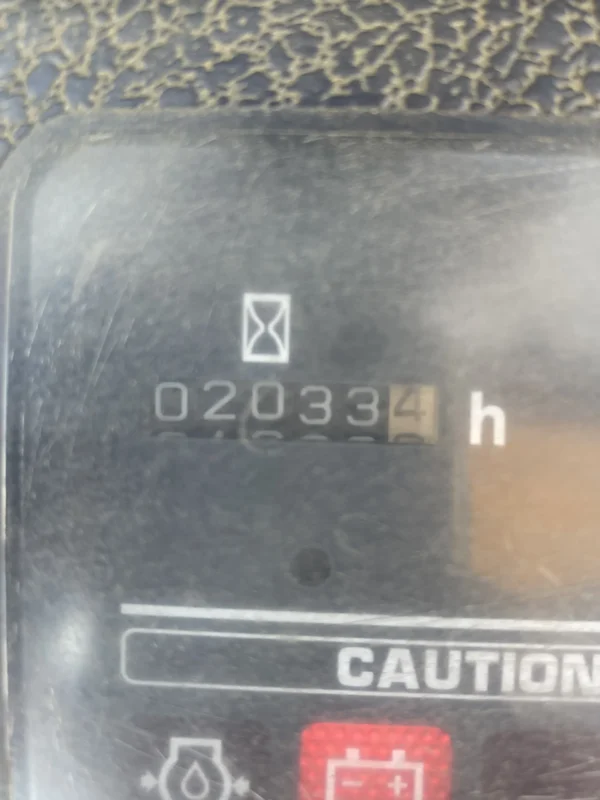 020334 h
CAUTION
- +